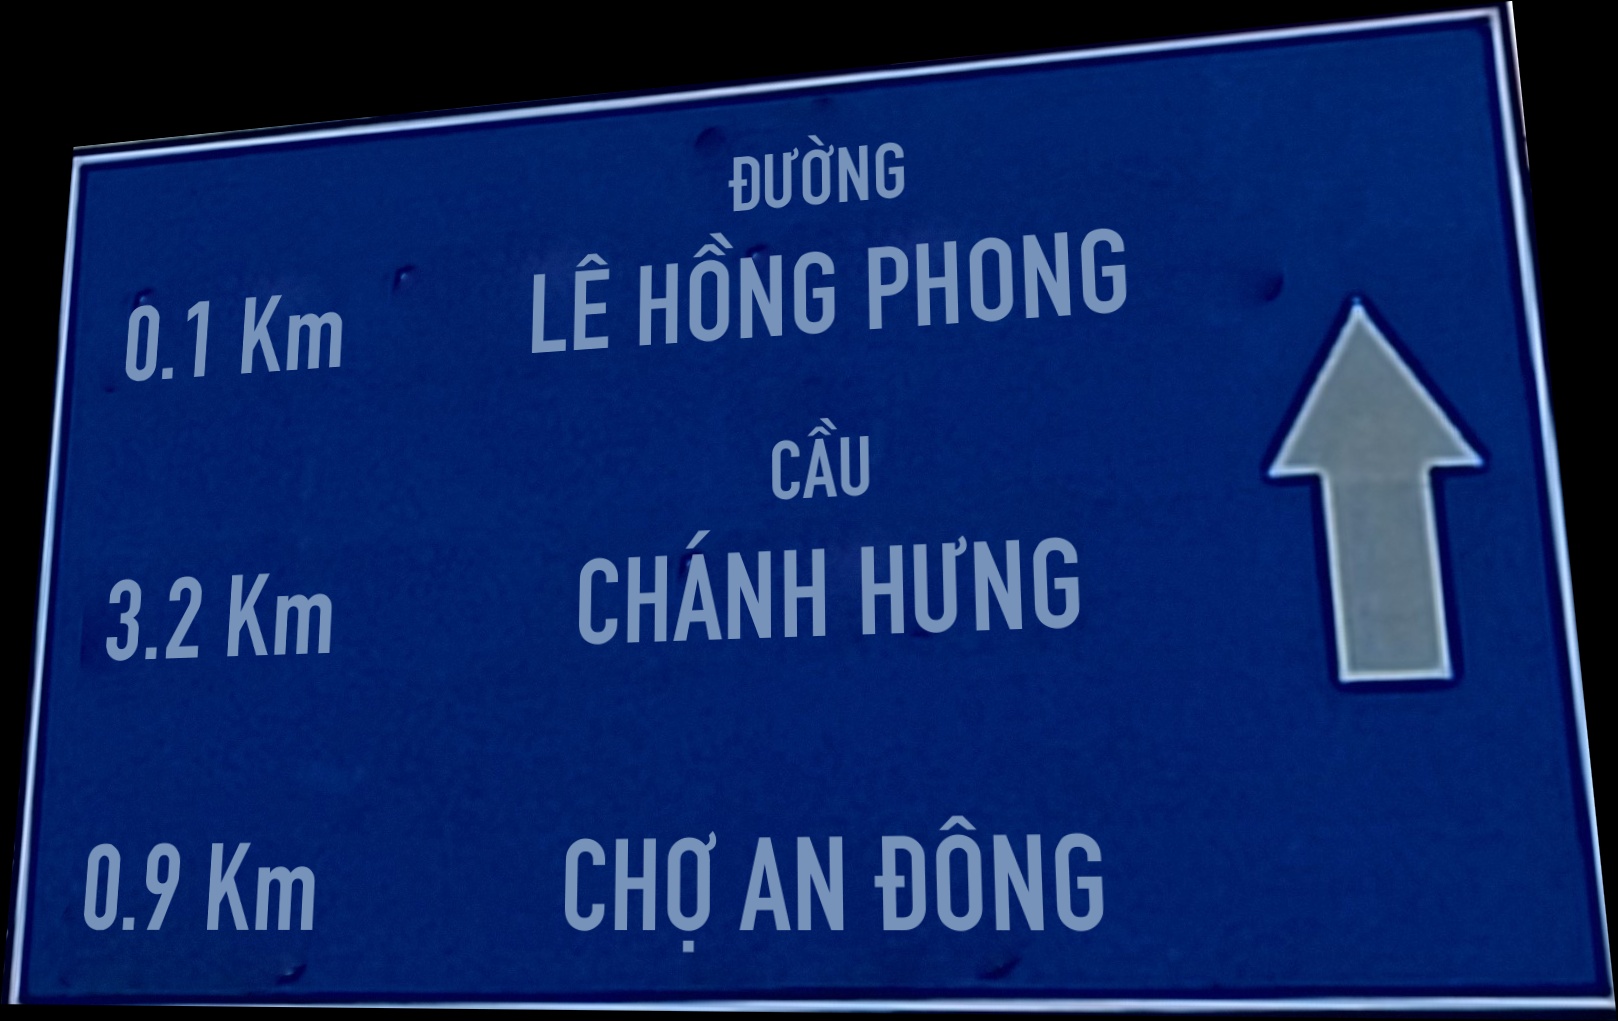 ĐƯỜNG
0.1 Km LÊ HỒNG PHONG
CẦU
3.2 Km CHÁNH HƯNG
0.9 Km CHỢ AN ĐÔNG